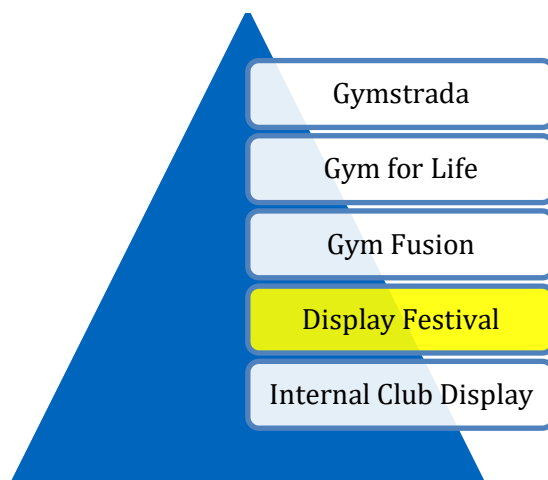 Gymstrada
Gym for Life
Gym Fusion
Display Festival
Internal Club Display